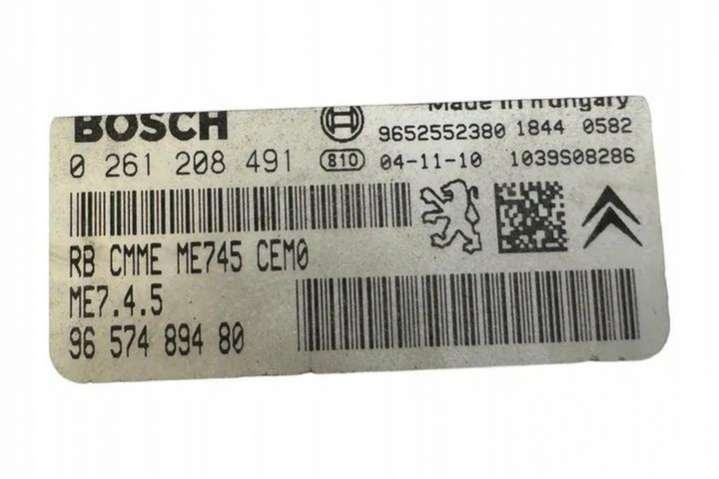 Made in Hungary
BOSCH
9652552380 1844 0582
0 261 208 491
810 04-11-10 1039S08286
RB CMME ME745 CEM0
ME7.4.5
96 574 894 80